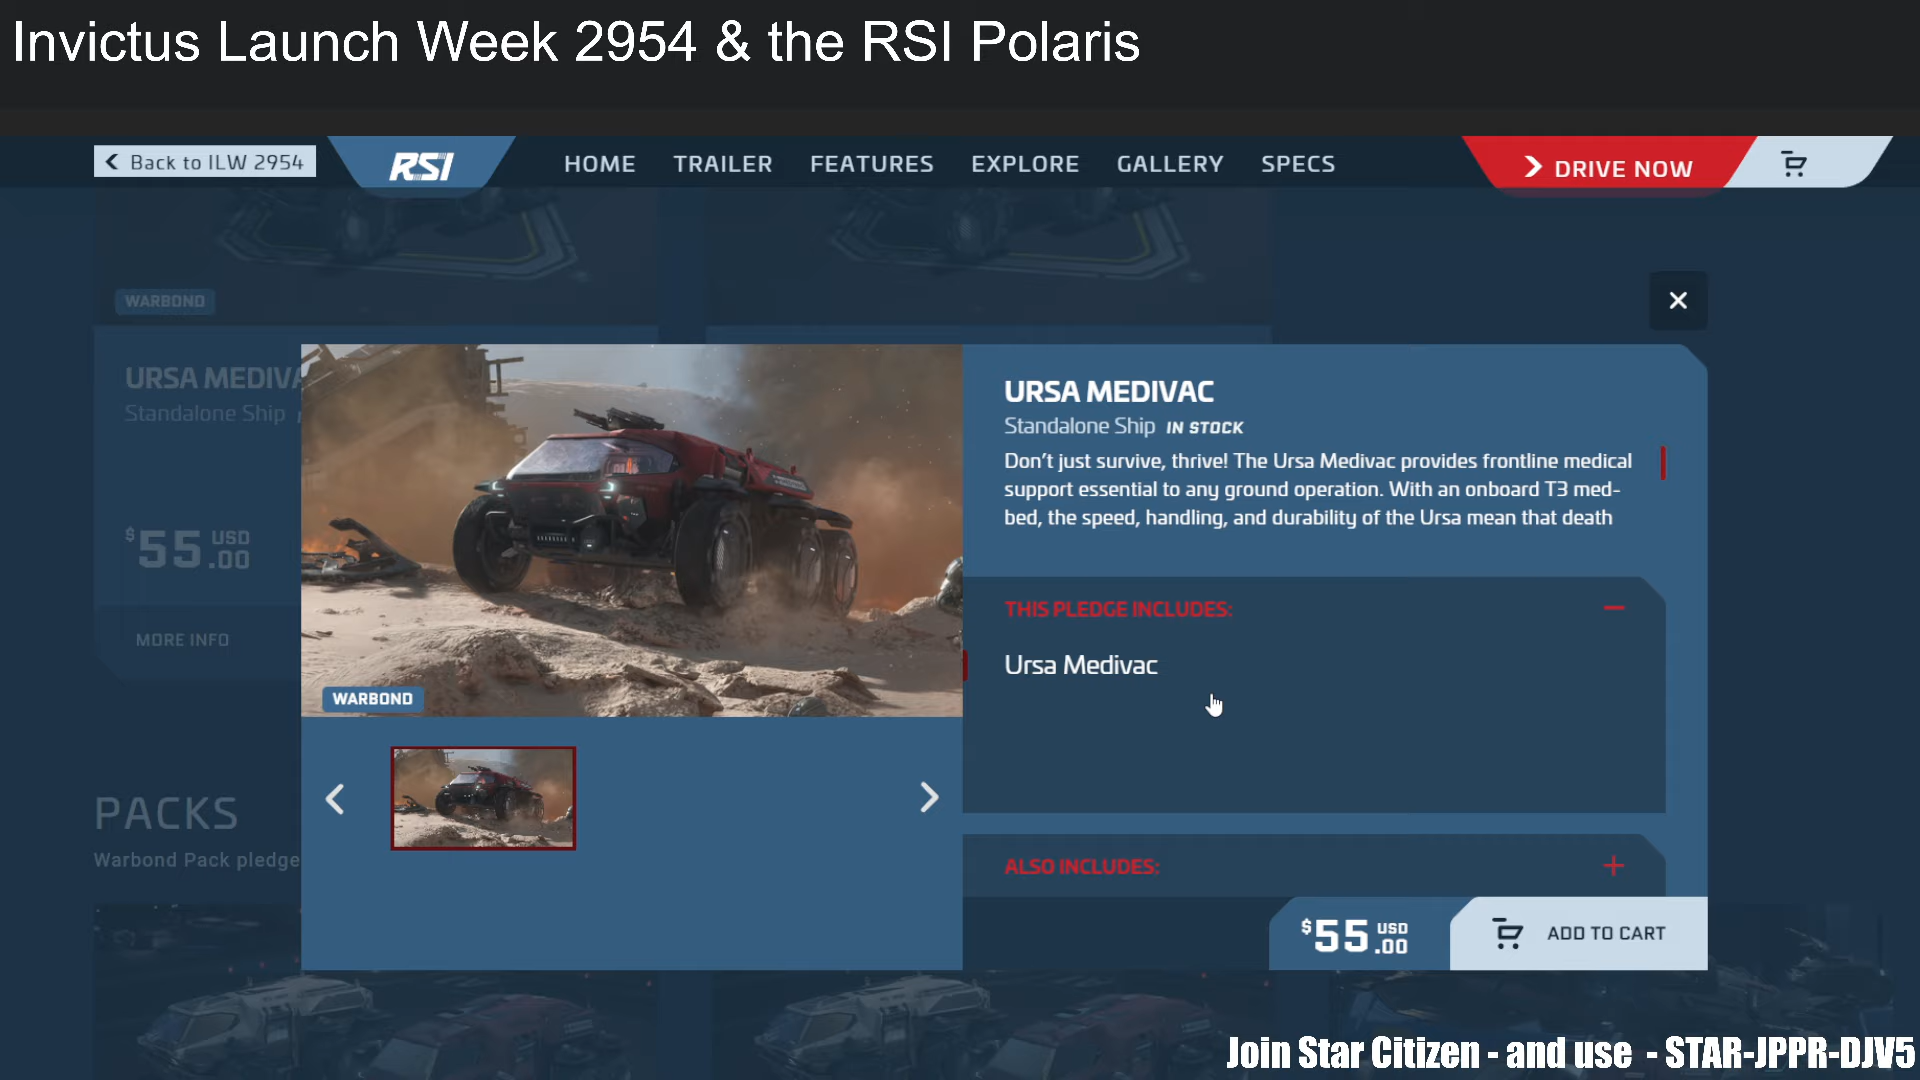 Invictus Launch Week 2954 & the RSI Polaris
Back to ILW 2954
RSI
HOME
TRAILER
FEATURES
EXPLORE
GALLERY
SPECS
DRIVE NOW
WARBOND
URSA MEDIVA
Standalone Ship
$55.00 USD
MORE INFO
WARBOND
URSA MEDIVAC
Standalone Ship IN STOCK
Don't just survive, thrive! The Ursa Medivac provides frontline medical
support essential to any ground operation. With an onboard T3 med-
bed, the speed, handling, and durability of the Ursa mean that death
THIS PLEDGE INCLUDES:
Ursa Medivac
ALSO INCLUDES:
$55.00 USD
ADD TO CART
PACKS
Warbond Pack pledge
Join Star Citizen - and use - STAR-JPPR-DJV5